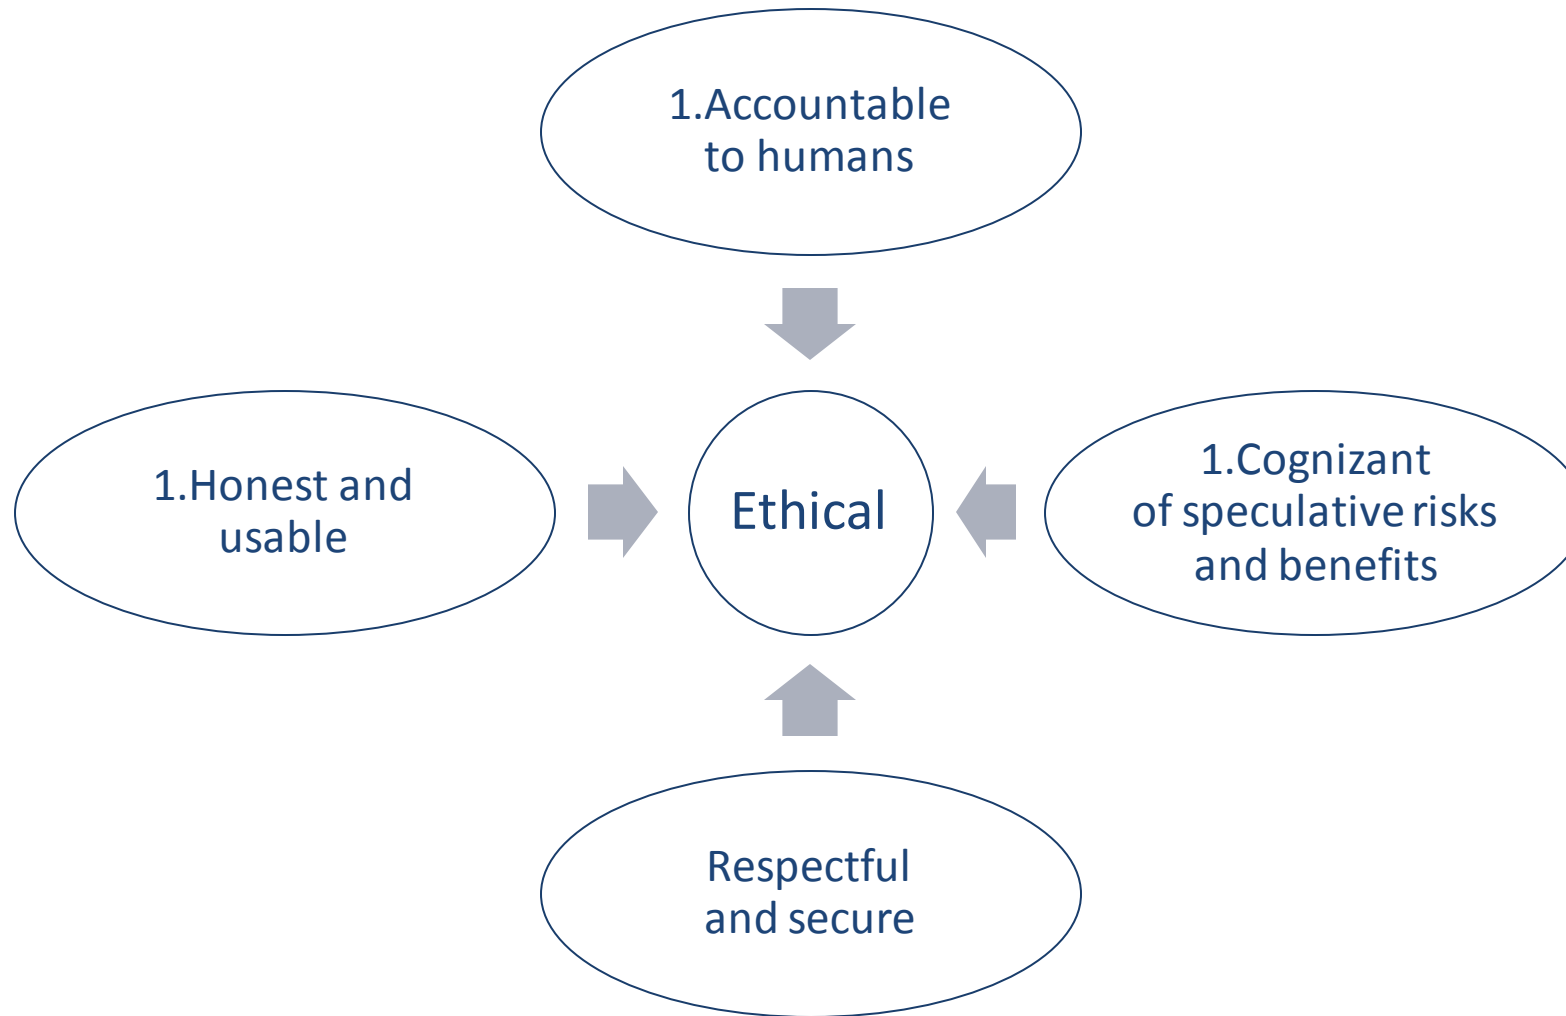 1.Accountable
to humans
1.Honest and
usable
Ethical
1.Cognizant
of speculative risks
and benefits
Respectful
and secure